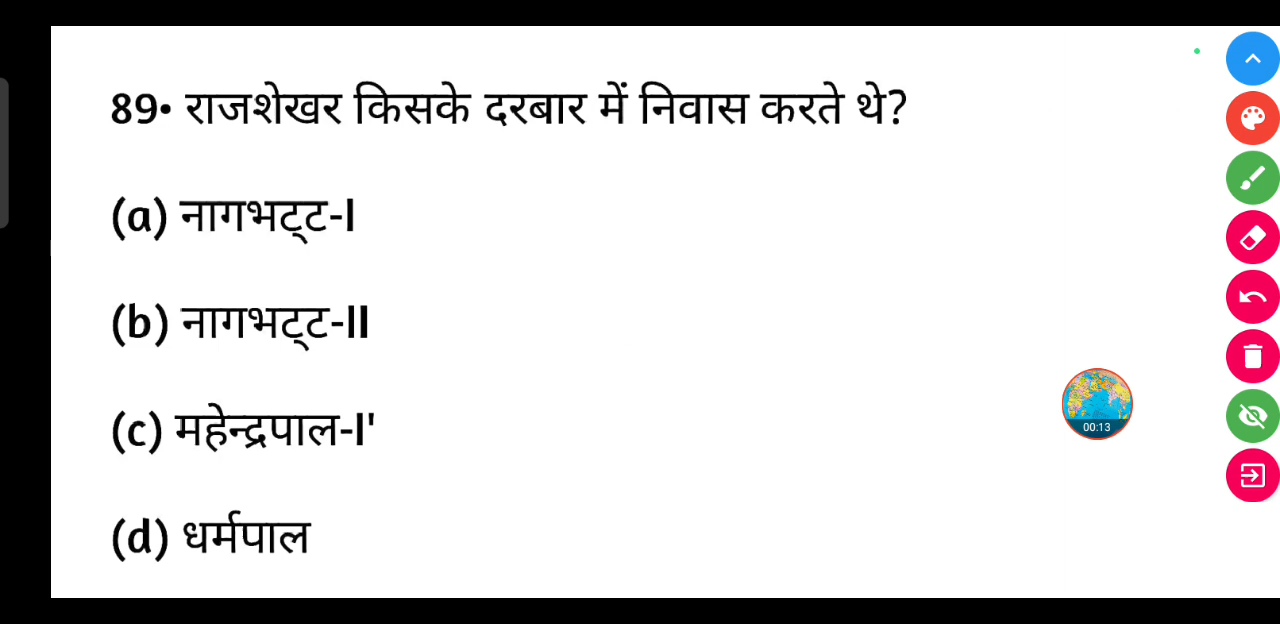 89• राजशेखर किसके दरबार में निवास करते थे?
(a) नागभट्ट-I
(b) नागभट्ट-II
(c) महेन्द्रपाल-I'
00:13
(d) धर्मपाल